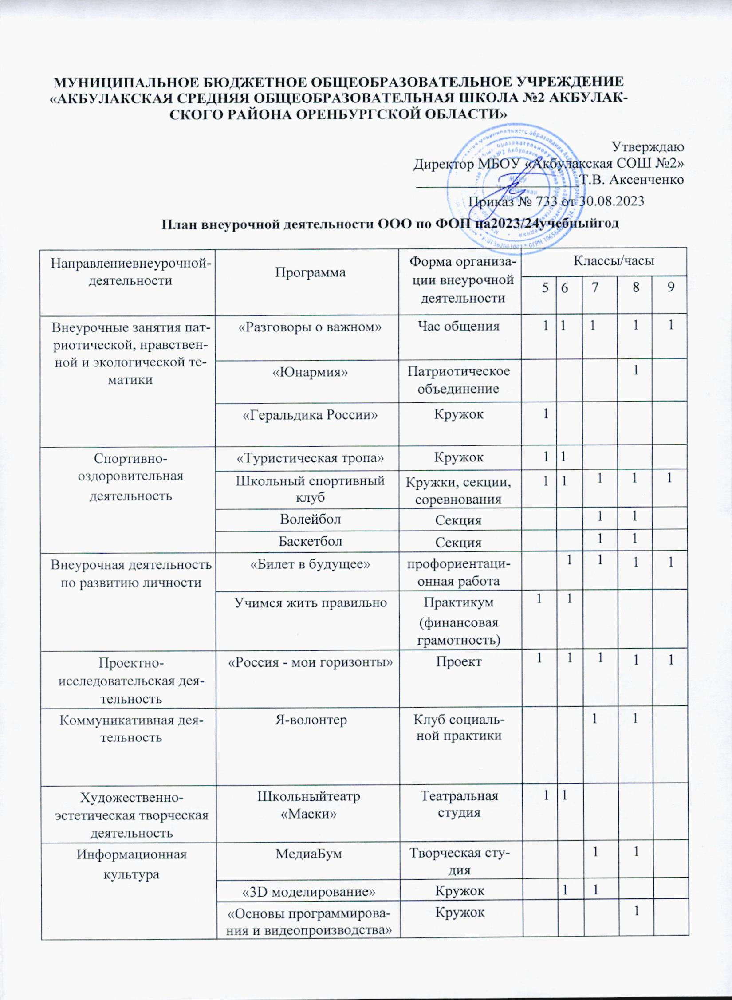 МУНИЦИПАЛЬНОЕ БЮДЖЕТНОЕ ОБЩЕОБРАЗОВАТЕЛЬНОЕ УЧРЕЖДЕНИЕ
«АКБУЛАКСКАЯ СРЕДНЯЯ ОБЩЕОБРАЗОВАТЕЛЬНАЯ ШКОЛА №2 АКБУЛАК-
СКОГО РАЙОНА ОРЕНБУРГСКОЙ ОБЛАСТИ»
Утверждаю
Директор МБОУ «Акбулакская СОШ №2»
Т.В. Аксенченко
Приказ № 733 от 30.08.2023
План внеурочной деятельности ООО по ФОП на2023/24учебныйгод
Направлениевнеурочной-
деятельности
Программа
Форма организа-
ции внеурочной
деятельности
Классы/часы
5 6 7 8 9
Внеурочные занятия пат-
риотической, нравствен-
ной и экологической те-
матики
«Разговоры о важном»
Час общения
1 1 1 1 1
«Юнармия»
Патриотическое
объединение
1
«Геральдика России»
Кружок
1
Спортивно-
оздоровительная
деятельность
«Туристическая тропа»
Кружок
1 1
Школьный спортивный
клуб
Кружки, секции,
соревнования
1 1 1 1 1
Волейбол
Секция
1 1
Баскетбол
Секция
1 1
Внеурочная деятельность
по развитию личности
«Билет в будущее»
профориентаци-
онная работа
1 1 1 1
Учимся жить правильно
Практикум
(финансовая
грамотность)
1 1
Проектно-
исследовательская дея-
тельность
«Россия - мои горизонты»
Проект
1 1 1 1 1
Коммуникативная дея-
тельность
Я-волонтер
Клуб социаль-
ной практики
1 1
Художественно-
эстетическая творческая
деятельность
Школьныйтеатр
«Маски»
Театральная
студия
1 1
Информационная
культура
МедиаБум
Творческая сту-
дия
1 1
«3D моделирование»
Кружок
1 1
«Основы программирова-
ния и видеопроизводства»
Кружок
1